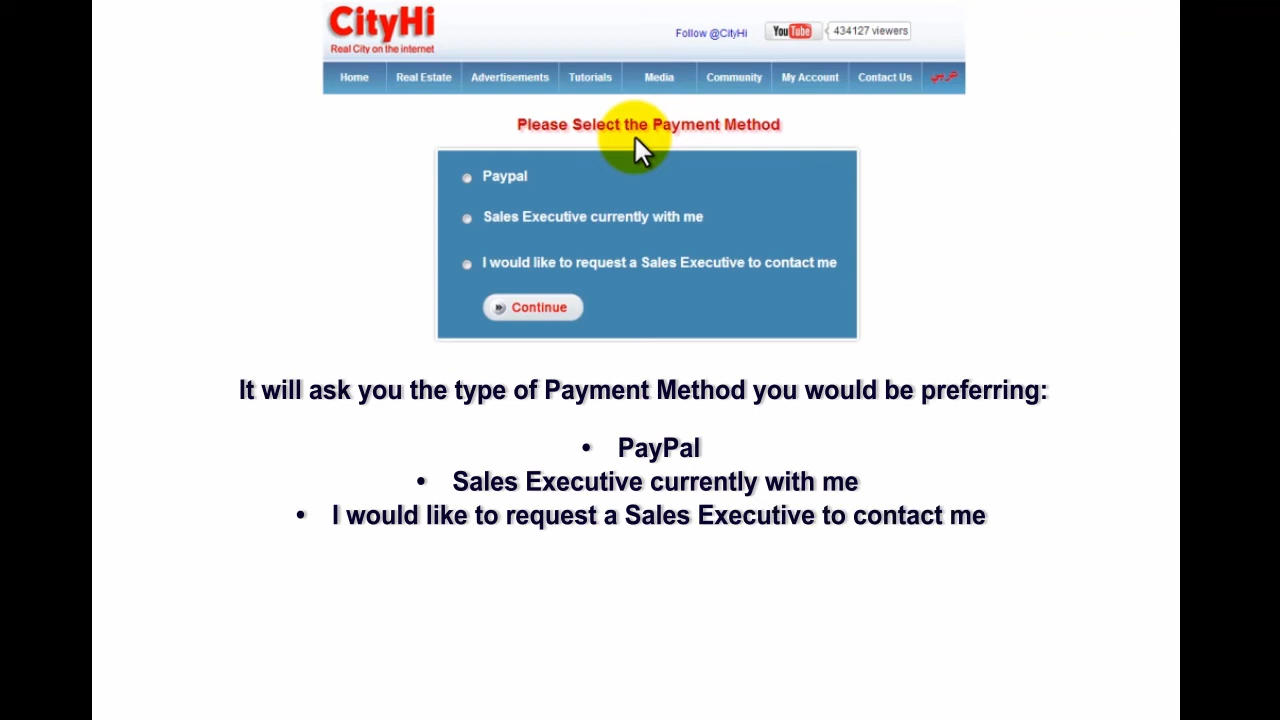 CityHi
Real City on the internet
Follow @CityHi
YouTube
434127 viewers
Home Real Estate Advertisements Tutorials Media Community My Account Contact Us عربي
Please Select the Payment Method
Paypal
Sales Executive currently with me
I would like to request a Sales Executive to contact me
Continue
It will ask you the type of Payment Method you would be preferring:
• PayPal
• Sales Executive currently with me
• I would like to request a Sales Executive to contact me